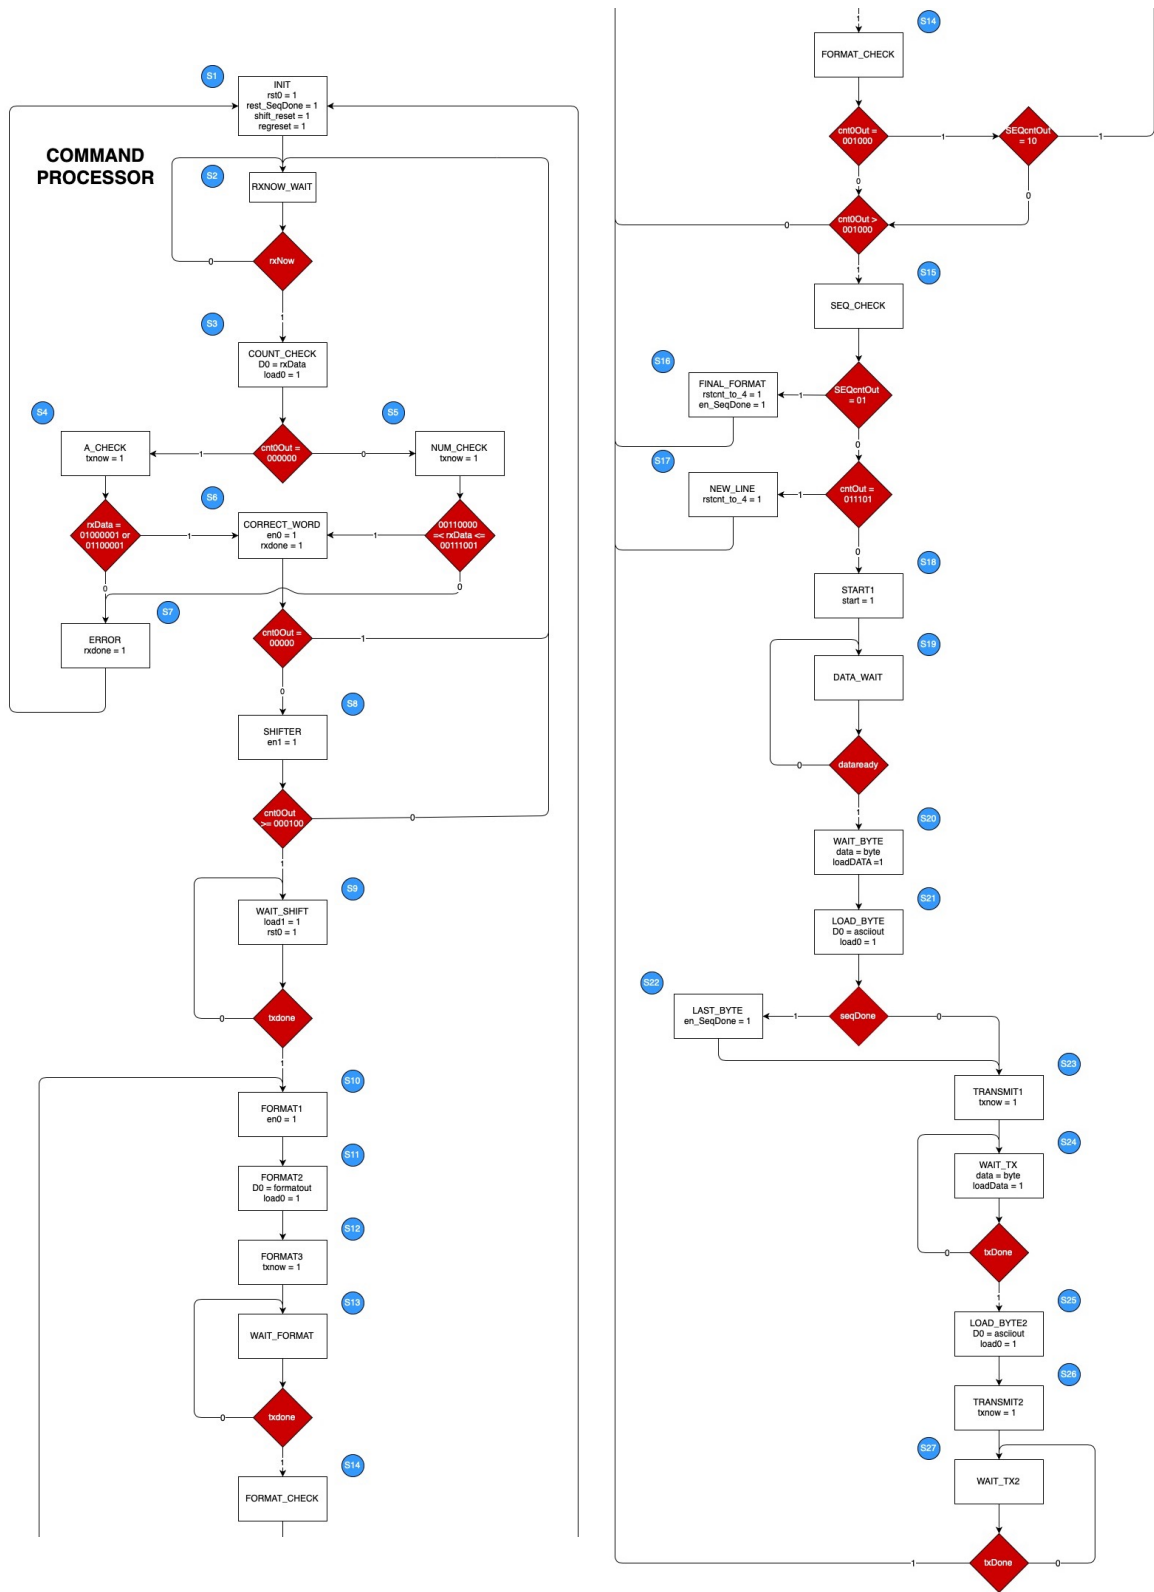 COMMAND
PROCESSOR
S1
INIT
rst0 = 1
rest_SeqDone = 1
shift_reset = 1
regreset = 1
S2
RXNOW_WAIT
rxNow
0
1
S3
COUNT_CHECK
D0 = rxData
load0 = 1
cnt0Out =
000000
1
0
S4
A_CHECK
txnow = 1
S5
NUM_CHECK
txnow = 1
rxData =
01000001 or
01100001
1
0
S6
CORRECT_WORD
en0 = 1
rxdone = 1
00110000
=< rxData <=
00111001
1
0
S7
ERROR
rxdone = 1
cnt0Out =
00000
1
0
S8
SHIFTER
en1 = 1
cnt0Out
>= 000100
0
1
S9
WAIT_SHIFT
load1 = 1
rst0 = 1
txdone
0
1
S10
FORMAT1
en0 = 1
S11
FORMAT2
D0 = formatout
load0 = 1
S12
FORMAT3
txnow = 1
S13
WAIT_FORMAT
txdone
0
1
S14
FORMAT_CHECK
1
S14
FORMAT_CHECK
cnt0Out =
001000
1
0
SEQcntOut
= 10
1
0
cnt0Out >
001000
0
1
S15
SEQ_CHECK
SEQcntOut
= 01
1
0
S16
FINAL_FORMAT
rstcnt_to_4 = 1
en_SeqDone = 1
cntOut =
011101
1
0
S17
NEW_LINE
rstcnt_to_4 = 1
S18
START1
start = 1
S19
DATA_WAIT
dataready
0
1
S20
WAIT_BYTE
data = byte
loadDATA =1
S21
LOAD_BYTE
D0 = asciiout
load0 = 1
seqDone
1
0
S22
LAST_BYTE
en_SeqDone = 1
S23
TRANSMIT1
txnow = 1
S24
WAIT_TX
data = byte
loadData = 1
txDone
0
1
S25
LOAD_BYTE2
D0 = asciiout
load0 = 1
S26
TRANSMIT2
txnow = 1
S27
WAIT_TX2
txDone
1
0